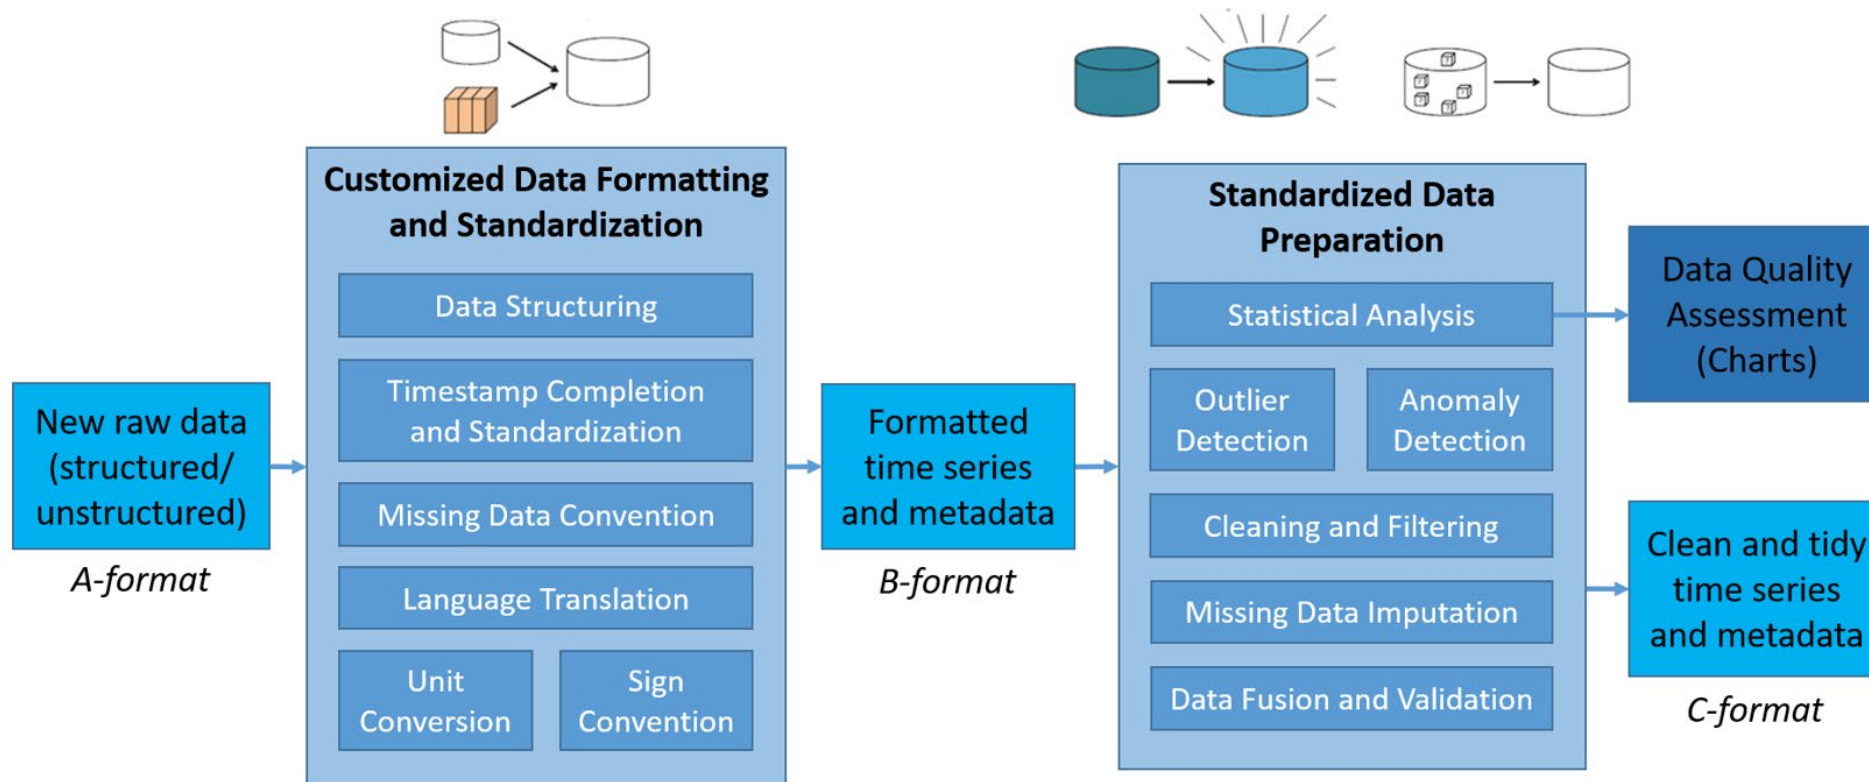 New raw data
(structured/
unstructured)
A-format
Customized Data Formatting
and Standardization
Data Structuring
Timestamp Completion
and Standardization
Missing Data Convention
Language Translation
Unit
Conversion
Sign
Convention
Formatted
time series
and metadata
B-format
Standardized Data
Preparation
Statistical Analysis
Outlier
Detection
Anomaly
Detection
Cleaning and Filtering
Missing Data Imputation
Data Fusion and Validation
Data Quality
Assessment
(Charts)
Clean and tidy
time series
and metadata
C-format